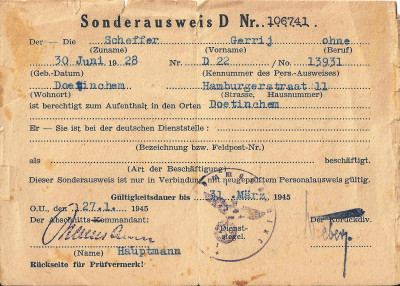 Sonderausweis D Nr. 106741.
Der — Die Scheffer Gerrij ohne
(Zuname) (Vorname) (Beruf)
30 Juni 1928 Nr. D 22 /No. 13931
(Geb.-Datum) (Kennummer des Pers.-Ausweises)
Doetinchem Hamburgerstraat 11
(Wohnort) (Strasse, Hausnummer)
ist berechtigt zum Aufenthalt in den Orten Doetinchem
Er — Sie ist bei der deutschen Dienststelle:
(Bezeichnung bzw. Feldpost-Nr.)
als beschäftigt.
(Art der Beschäftigung)
Dieser Sonderausweis ist nur in Verbindung mit neugeprüftem Personalausweis gültig.
Gültigkeitsdauer bis 31. März 1945
O.U., den 27.1. 1945
Der Abschnitts-Kommandant: Dienst- Der
siegel.
Hauptmann
(Name)
Rückseite für Prüfvermerk!